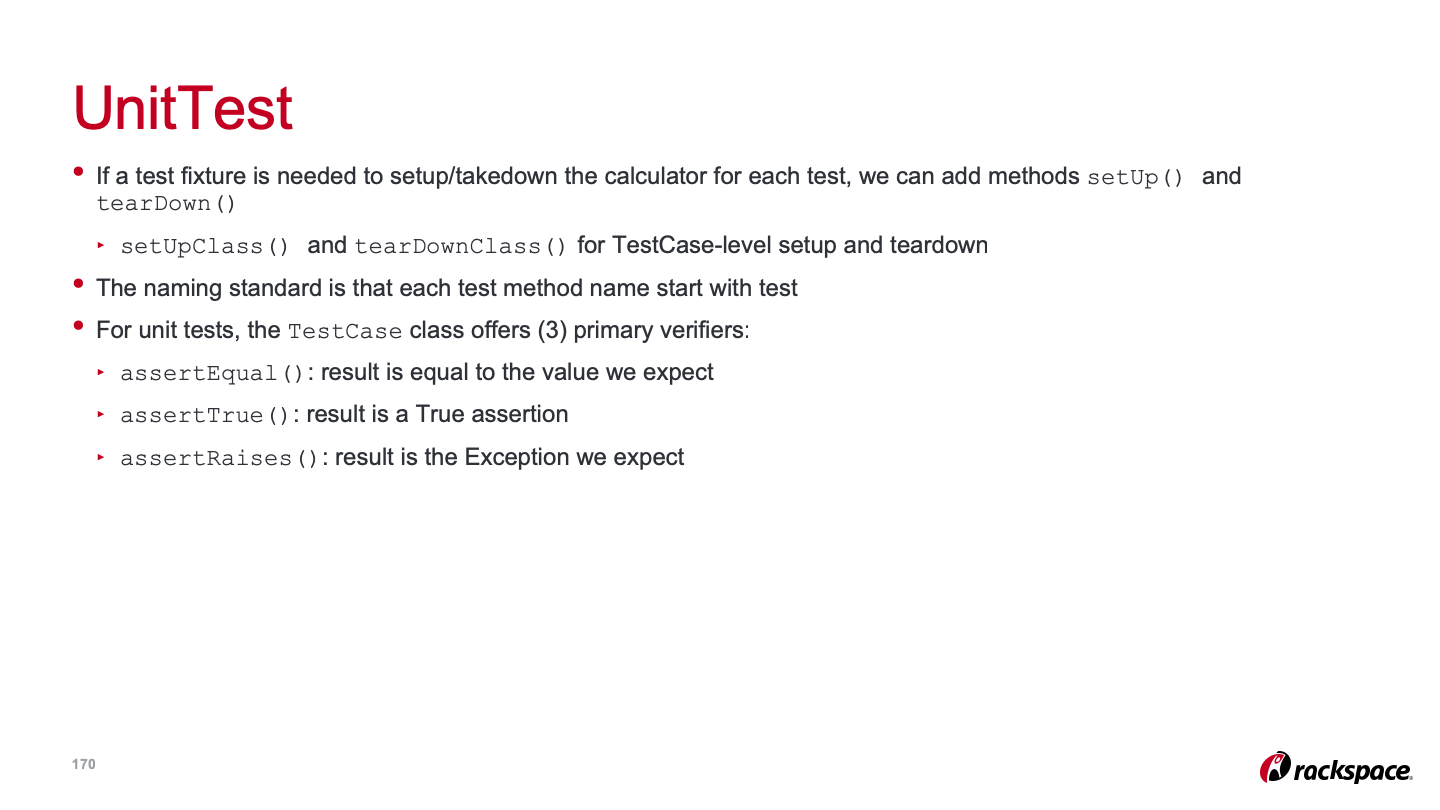 UnitTest
• If a test fixture is needed to setup/takedown the calculator for each test, we can add methods setUp() and
tearDown()
‣ setUpClass() and tearDownClass() for TestCase-level setup and teardown
• The naming standard is that each test method name start with test
• For unit tests, the TestCase class offers (3) primary verifiers:
‣ assertEqual(): result is equal to the value we expect
‣ assertTrue(): result is a True assertion
‣ assertRaises(): result is the Exception we expect
170
rackspace.